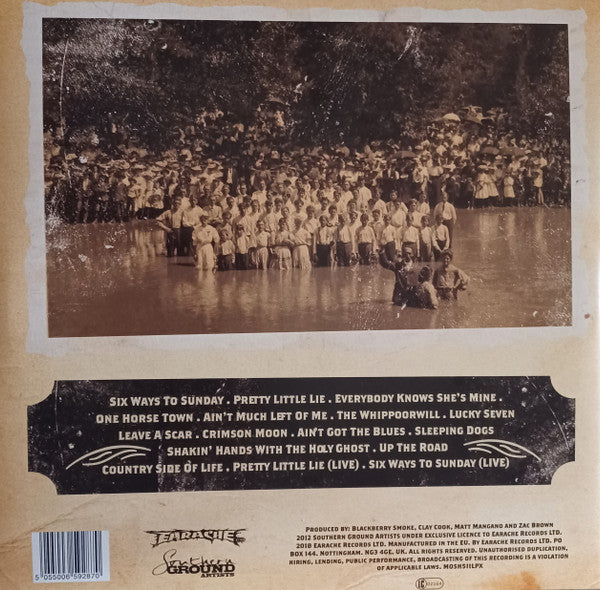 SIX WAYS TO SUNDAY . PRETTY LITTLE LIE . EVERYBODY KNOWS SHE'S MINE .
ONE HORSE TOWN . AIN'T MUCH LEFT OF ME . THE WHIPPOORWILL . LUCKY SEVEN
LEAVE A SCAR . CRIMSON MOON . AIN'T GOT THE BLUES . SLEEPING DOGS
SHAKIN' HANDS WITH THE HOLY GHOST . UP THE ROAD
COUNTRY SIDE OF LIFE . PRETTY LITTLE LIE (LIVE) . SIX WAYS TO SUNDAY (LIVE)
5 055006 592870
EARACHE
Southern
GROUND
ARTISTS
PRODUCED BY: BLACKBERRY SMOKE, CLAY COOK, MATT MANGANO AND ZAC BROWN
2012 SOUTHERN GROUND ARTISTS UNDER EXCLUSIVE LICENCE TO EARACHE RECORDS LTD.
2018 EARACHE RECORDS LTD. MANUFACTURED IN THE EU. BY EARACHE RECORDS LTD. PO
BOX 144. NOTTINGHAM. NG3 4GE. UK. ALL RIGHTS RESERVED. UNAUTHORISED DUPLICATION,
HIRING, LENDING, PUBLIC PERFORMANCE, BROADCASTING OF THIS RECORDING IS A VIOLATION
OF APPLICABLE LAWS. MOSH511LPX